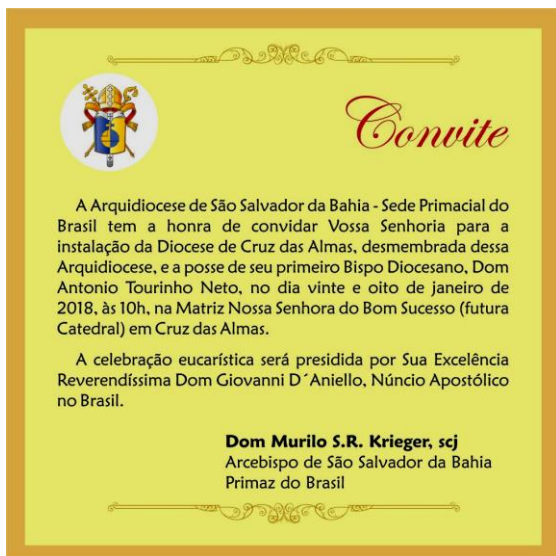 Convite
A Arquidiocese de São Salvador da Bahia - Sede Primacial do
Brasil tem a honra de convidar Vossa Senhoria para a
instalação da Diocese de Cruz das Almas, desmembrada dessa
Arquidiocese, e a posse de seu primeiro Bispo Diocesano, Dom
Antonio Tourinho Neto, no dia vinte e oito de janeiro de
2018, às 10h, na Matriz Nossa Senhora do Bom Sucesso (futura
Catedral) em Cruz das Almas.
A celebração eucarística será presidida por Sua Excelência
Reverendíssima Dom Giovanni D´Aniello, Núncio Apostólico
no Brasil.
Dom Murilo S.R. Krieger, scj
Arcebispo de São Salvador da Bahia
Primaz do Brasil